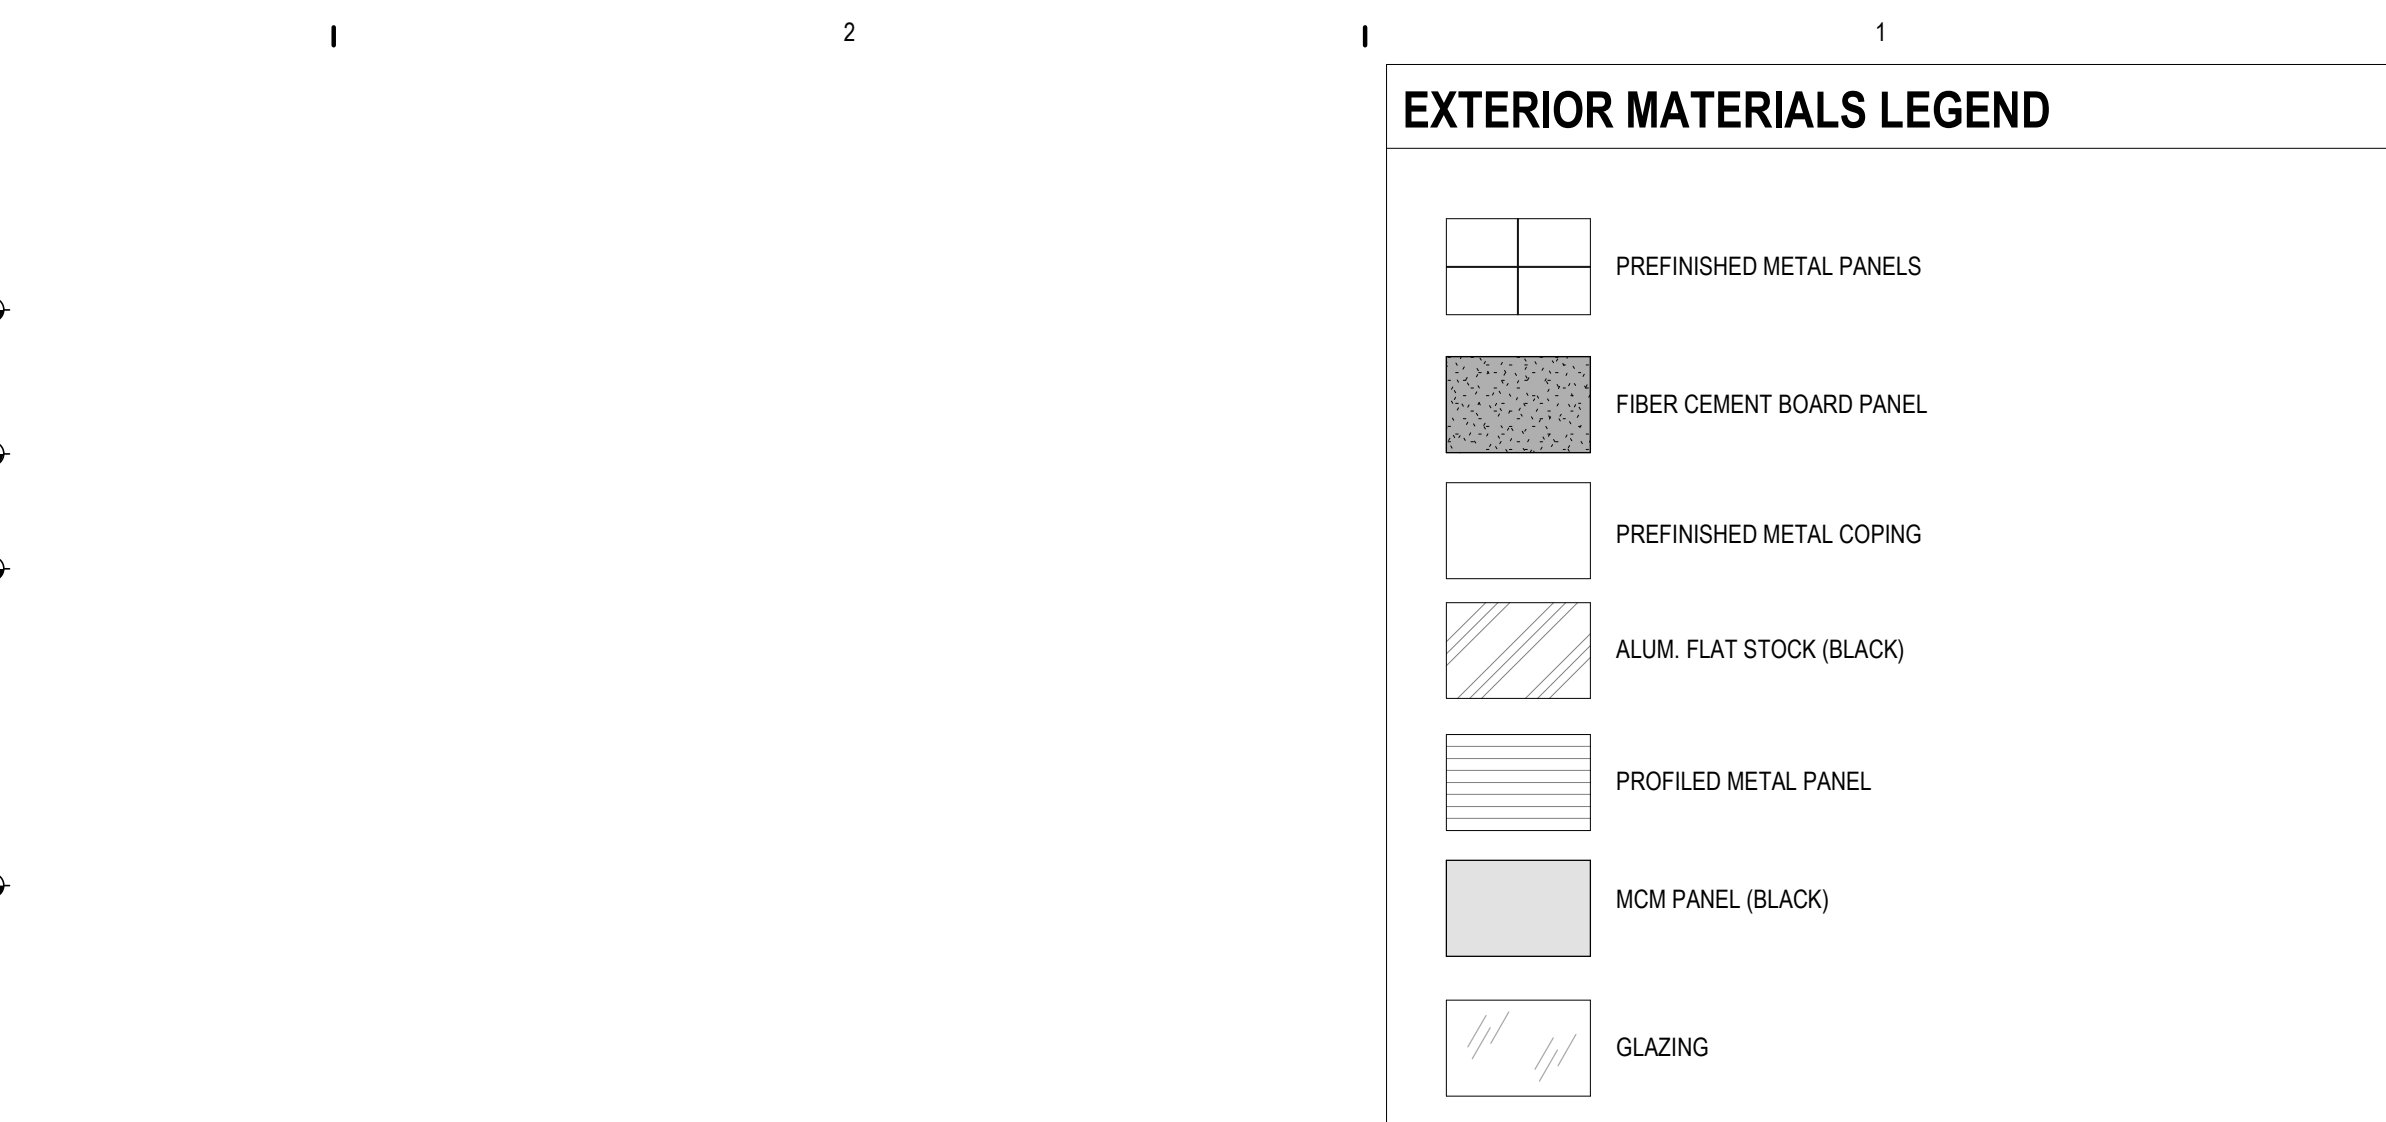 2
1
EXTERIOR MATERIALS LEGEND
PREFINISHED METAL PANELS
FIBER CEMENT BOARD PANEL
PREFINISHED METAL COPING
ALUM. FLAT STOCK (BLACK)
PROFILED METAL PANEL
MCM PANEL (BLACK)
GLAZING